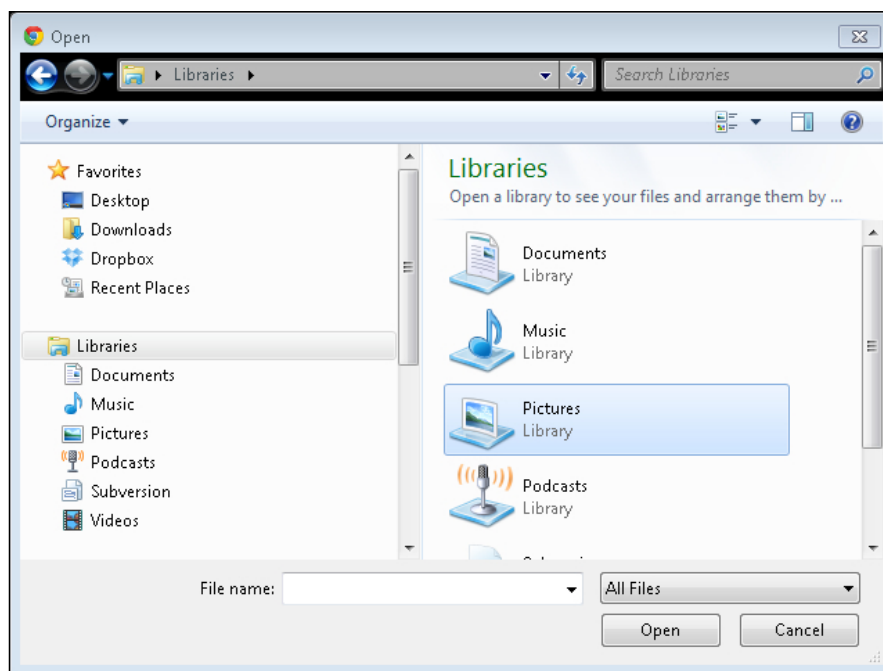 Open
Libraries
Search Libraries
Organize
Favorites
Desktop
Downloads
Dropbox
Recent Places
Libraries
Documents
Music
Pictures
Podcasts
Subversion
Videos
Libraries
Open a library to see your files and arrange them by ...
Documents
Library
Music
Library
Pictures
Library
Podcasts
Library
File name:
All Files
Open
Cancel